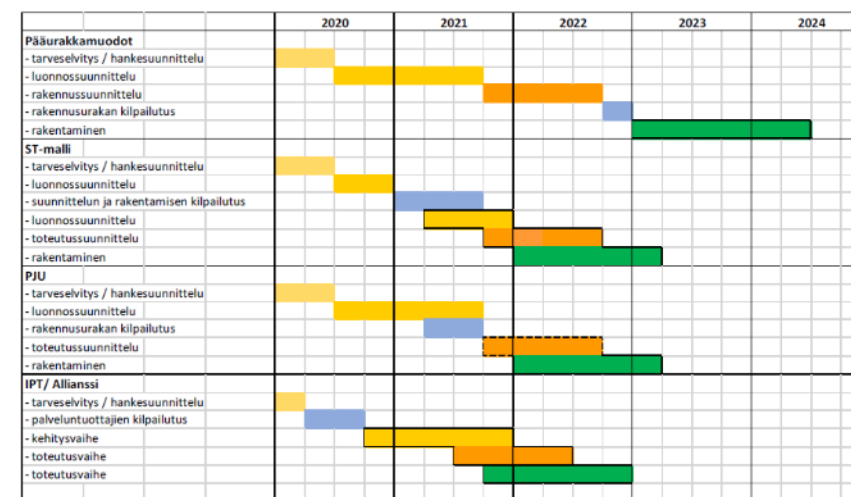 2020 2021 2022 2023 2024
Pääurakkamuodot
- tarveselvitys / hankesuunnittelu
- luonnossuunnittelu
- rakennussuunnittelu
- rakennusurakan kilpailutus
- rakentaminen
ST-malli
- tarveselvitys / hankesuunnittelu
- luonnossuunnittelu
- suunnittelun ja rakentamisen kilpailutus
- luonnossuunnittelu
- toteutussuunnittelu
- rakentaminen
PJU
- tarveselvitys / hankesuunnittelu
- luonnossuunnittelu
- rakennusurakan kilpailutus
- toteutussuunnittelu
- rakentaminen
IPT/ Allianssi
- tarveselvitys / hankesuunnittelu
- palveluntuottajien kilpailutus
- kehitysvaihe
- toteutusvaihe
- toteutusvaihe